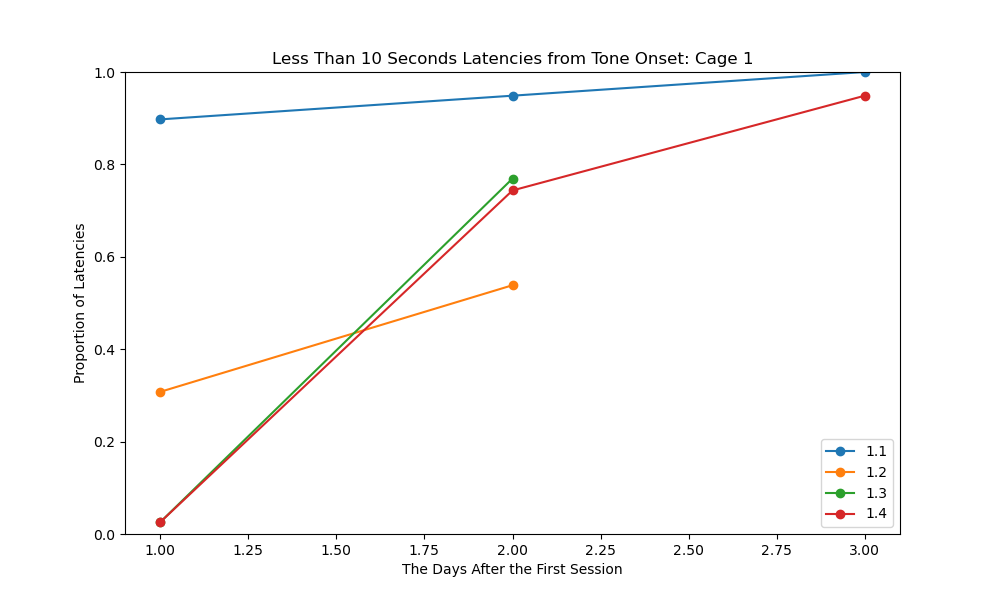 Less Than 10 Seconds Latencies from Tone Onset: Cage 1
1.0
0.8
0.6
0.4
0.2
0.0
Proportion of Latencies
1.00 1.25 1.50 1.75 2.00 2.25 2.50 2.75 3.00
The Days After the First Session
1.1
1.2
1.3
1.4